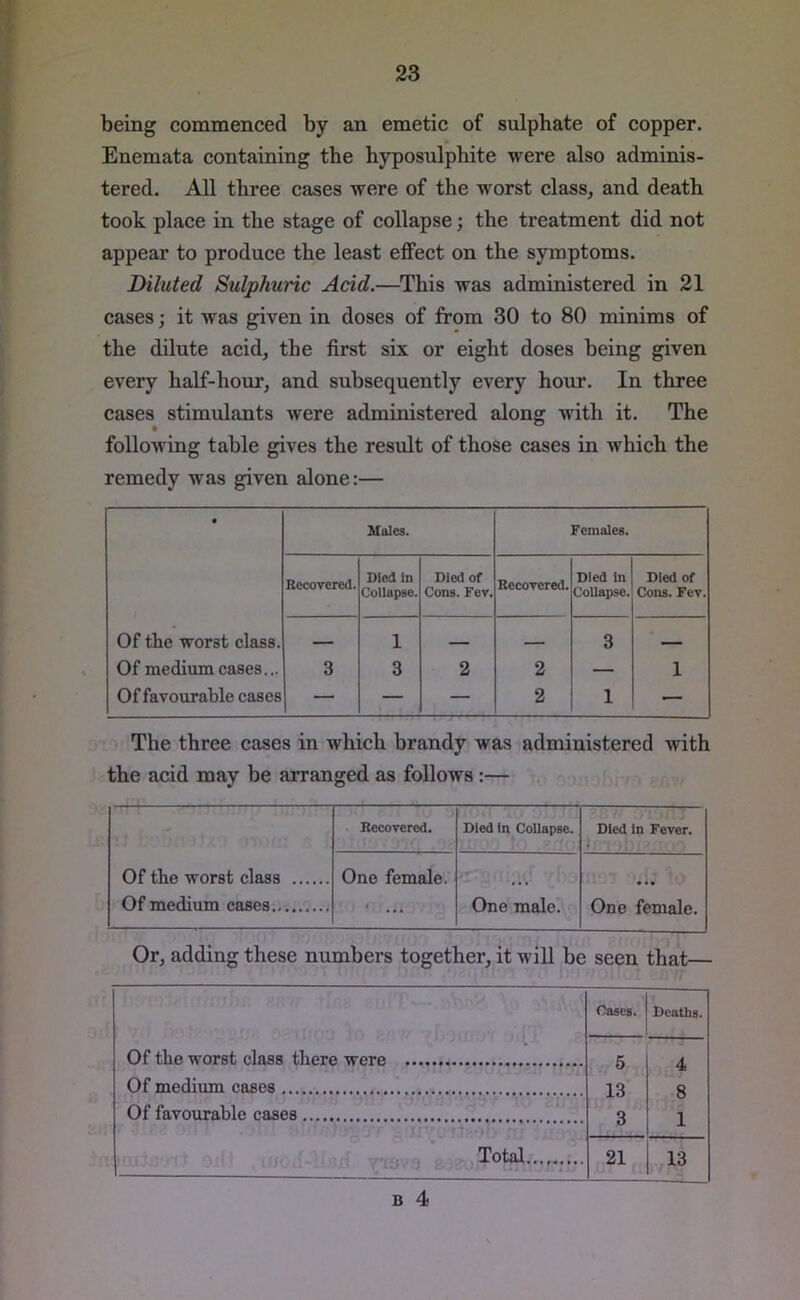 23
being commenced by an emetic of sulphate of copper.
Enemata containing the hyposulphite were also adminis-
tered. All three cases were of the worst class, and death
took place in the stage of collapse; the treatment did not
appear to produce the least effect on the symptoms.
Diluted Sulphuric Acid.—This was administered in 21
cases; it was given in doses of from 30 to 80 minims of
the dilute acid, the first six or eight doses being given
every half-hour, and subsequently every hour. In three
cases stimulants were administered along with it. The
following table gives the result of those cases in which the
remedy was given alone:—
Males. Females.
Recovered. Died in Collapse. Died of Cons. Fev. Recovered. Died in Collapse. Died of Cons. Fev.
Of the worst class. — 1 — — 3 —
Of medium cases... 3 3 2 2 — 1
Of favourable cases — — — 2 1 —
The three cases in which brandy was administered with
the acid may be arranged as follows:—
Recovered. Died in Collapse. Died in Fever.
Of the worst class ...... One female. ... ...
Of medium cases.......... ... One male. One female.
Or, adding these numbers together, it will be seen that—
Cases. Deaths.
Of the worst class there were .............................. 5 4
Of medium cases .................................................. 13 8
Of favourable cases .............................................. 3 1
Total.......... 21 13
B 4